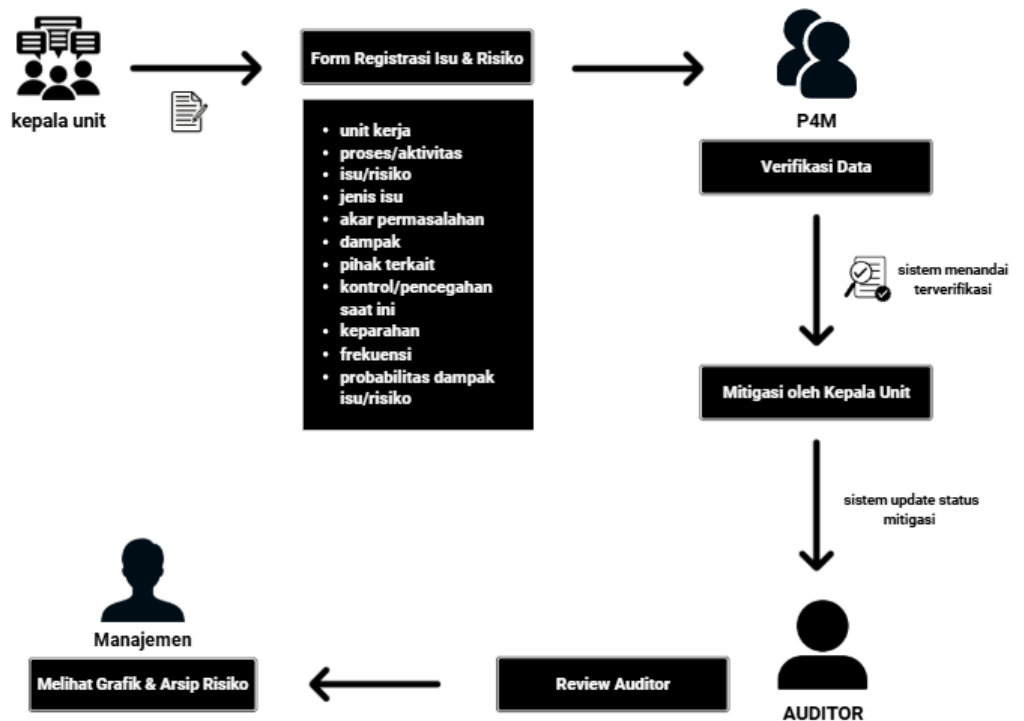 kepala unit
Form Registrasi Isu & Risiko
• unit kerja
• proses/aktivitas
• isu/risiko
• jenis isu
• akar permasalahan
• dampak
• pihak terkait
• kontrol/pencegahan
saat ini
• keparahan
• frekuensi
• probabilitas dampak
isu/risiko
P4M
Verifikasi Data
sistem menandai
terverifikasi
Mitigasi oleh Kepala Unit
sistem update status
mitigasi
AUDITOR
Review Auditor
Manajemen
Melihat Grafik & Arsip Risiko